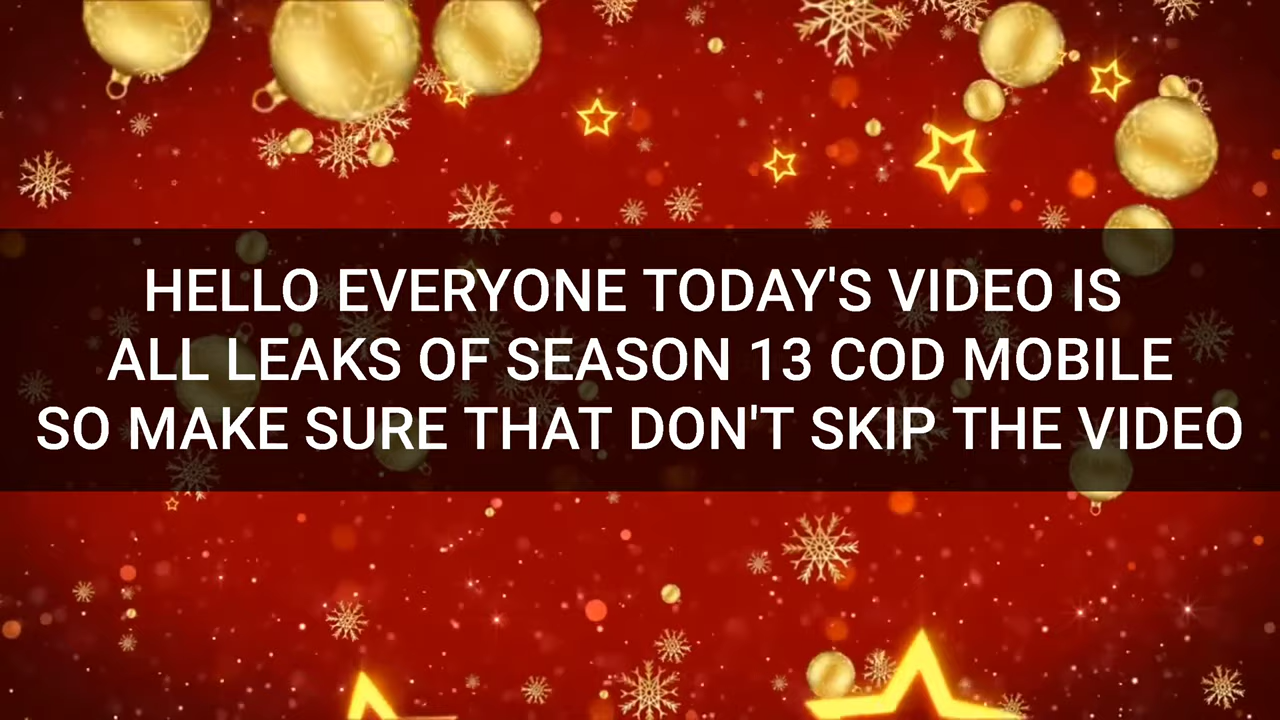 HELLO EVERYONE TODAY'S VIDEO IS
ALL LEAKS OF SEASON 13 COD MOBILE
SO MAKE SURE THAT DON'T SKIP THE VIDEO